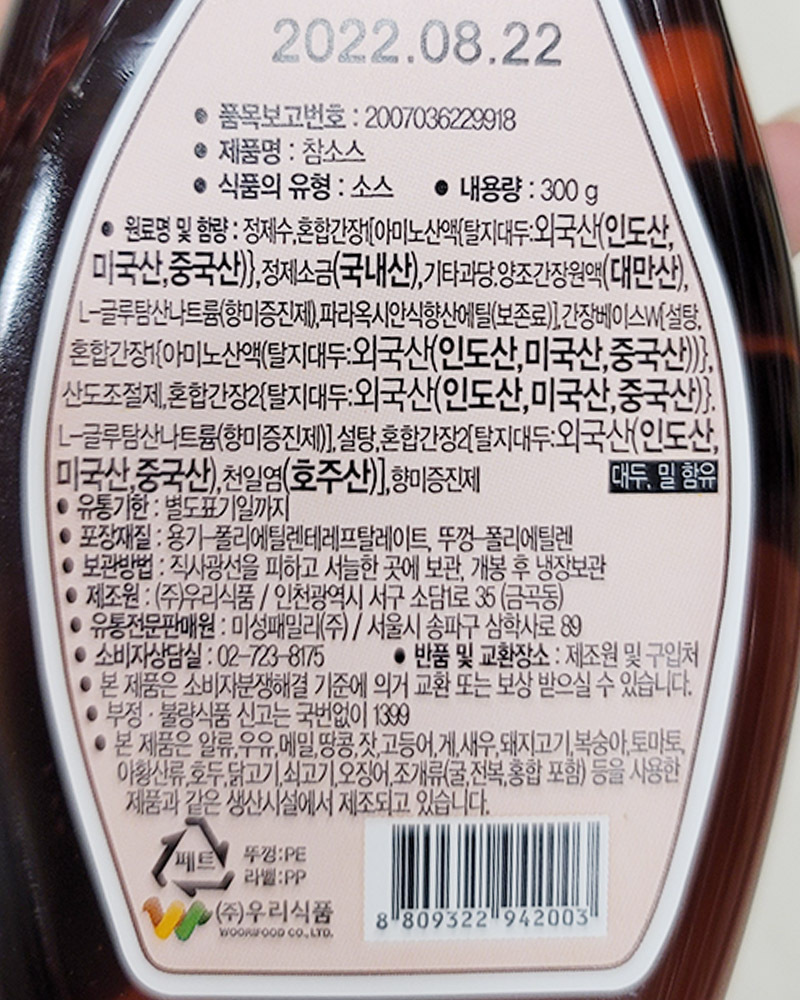 2022.08.22
• 품목보고번호 : 2007036229918
• 제품명 : 참소스
• 식품의 유형 : 소스 • 내용량 : 300 g
• 원료명 및 함량 : 정제수,혼합간장1[아미노산액{탈지대두:외국산(인도산,
미국산,중국산)},정제소금(국내산),기타과당.양조간장원액(대만산),
L-글루탐산나트륨(향미증진제),파라옥시안식향산에틸(보존료)],간장베이스W[설탕,
혼합간장1{아미노산액(탈지대두:외국산(인도산,미국산,중국산))},
산도조절제,혼합간장2{탈지대두:외국산(인도산,미국산,중국산)}.
L-글루탐산나트륨(향미증진제)],설탕,혼합간장2[탈지대두:외국산(인도산,
미국산,중국산),천일염(호주산)],향미증진제 대두, 밀 함유
• 유통기한 : 별도표기일까지
• 포장재질 : 용기-폴리에틸렌테레프탈레이트, 뚜껑-폴리에틸렌
• 보관방법 : 직사광선을 피하고 서늘한 곳에 보관, 개봉 후 냉장보관
• 제조원 : (주)우리식품 / 인천광역시 서구 소담1로 35 (금곡동)
• 유통전문판매원 : 미성패밀리(주) / 서울시 송파구 삼학사로 89
• 소비자상담실 : 02-723-8175 • 반품 및 교환장소 : 제조원 및 구입처
• 본 제품은 소비자분쟁해결 기준에 의거 교환 또는 보상 받으실 수 있습니다.
• 부정 · 불량식품 신고는 국번없이 1399
• 본 제품은 알류,우유,메밀,땅콩,잣,고등어,게,새우,돼지고기,복숭아,토마토,
아황산류,호두,닭고기,쇠고기,오징어,조개류(굴,전복,홍합 포함) 등을 사용한
제품과 같은 생산시설에서 제조되고 있습니다.
페트
뚜껑:PE
라벨:PP
(주)우리식품
WOORIFOOD CO.,LTD.
8 809322 942003